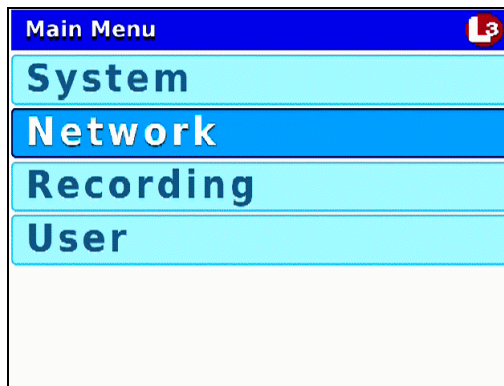 Main Menu
L3
System
Network
Recording
User